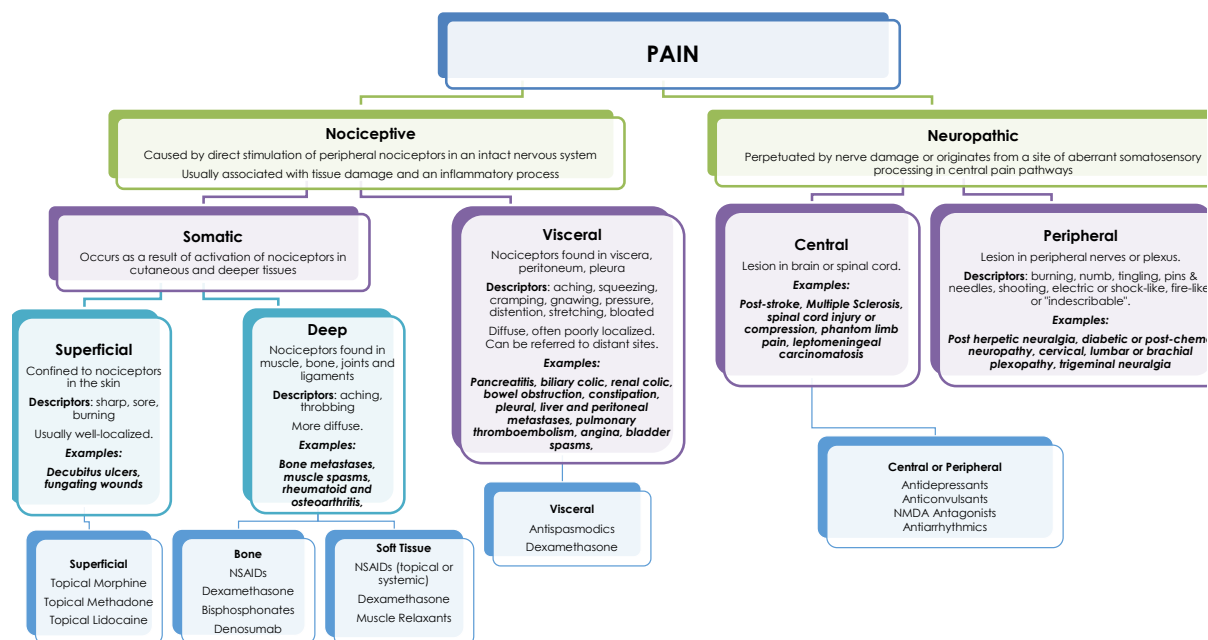 PAIN
Nociceptive
Caused by direct stimulation of peripheral nociceptors in an intact nervous system
Usually associated with tissue damage and an inflammatory process
Neuropathic
Perpetuated by nerve damage or originates from a site of aberrant somatosensory
processing in central pain pathways
Somatic
Occurs as a result of activation of nociceptors in
cutaneous and deeper tissues
Visceral
Nociceptors found in viscera,
peritoneum, pleura
Descriptors: aching, squeezing,
cramping, gnawing, pressure,
distention, stretching, bloated
Diffuse, often poorly localized.
Can be referred to distant sites.
Examples:
Pancreatitis, biliary colic, renal colic,
bowel obstruction, constipation,
pleural, liver and peritoneal
metastases, pulmonary
thromboembolism, angina, bladder
spasms,
Central
Lesion in brain or spinal cord.
Examples:
Post-stroke, Multiple Sclerosis,
spinal cord injury or
compression, phantom limb
pain, leptomeningeal
carcinomatosis
Peripheral
Lesion in peripheral nerves or plexus.
Descriptors: burning, numb, tingling, pins &
needles, shooting, electric or shock-like, fire-like
or "indescribable".
Examples:
Post herpetic neuralgia, diabetic or post-chemo
neuropathy, cervical, lumbar or brachial
plexopathy, trigeminal neuralgia
Superficial
Confined to nociceptors
in the skin
Descriptors: sharp, sore,
burning
Usually well-localized.
Examples:
Decubitus ulcers,
fungating wounds
Deep
Nociceptors found in
muscle, bone, joints and
ligaments
Descriptors: aching,
throbbing
More diffuse.
Examples:
Bone metastases,
muscle spasms,
rheumatoid and
osteoarthritis,
Superficial
Topical Morphine
Topical Methadone
Topical Lidocaine
Bone
NSAIDs
Dexamethasone
Bisphosphonates
Denosumab
Soft Tissue
NSAIDs (topical or
systemic)
Dexamethasone
Muscle Relaxants
Visceral
Antispasmodics
Dexamethasone
Central or Peripheral
Antidepressants
Anticonvulsants
NMDA Antagonists
Antiarrhythmics